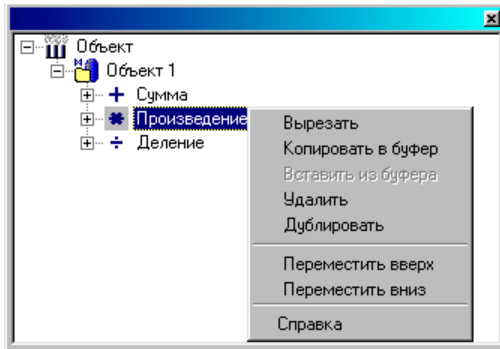 Объект
Объект 1
Сумма
Произведение
Деление
Вырезать
Копировать в буфер
Вставить из буфера
Удалить
Дублировать
Переместить вверх
Переместить вниз
Справка